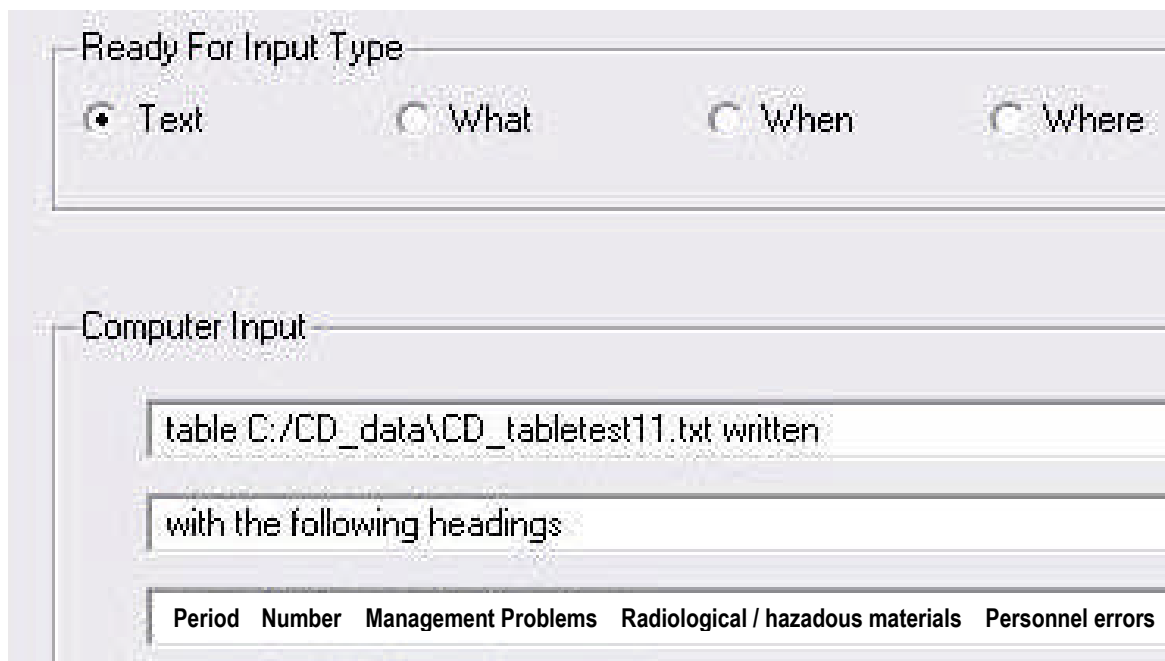 Ready For Input Type
Text What When Where
Computer Input
table C:/CD_data\CD_tabletest11.txt written
with the following headings
Period Number Management Problems Radiological / hazadous materials Personnel errors